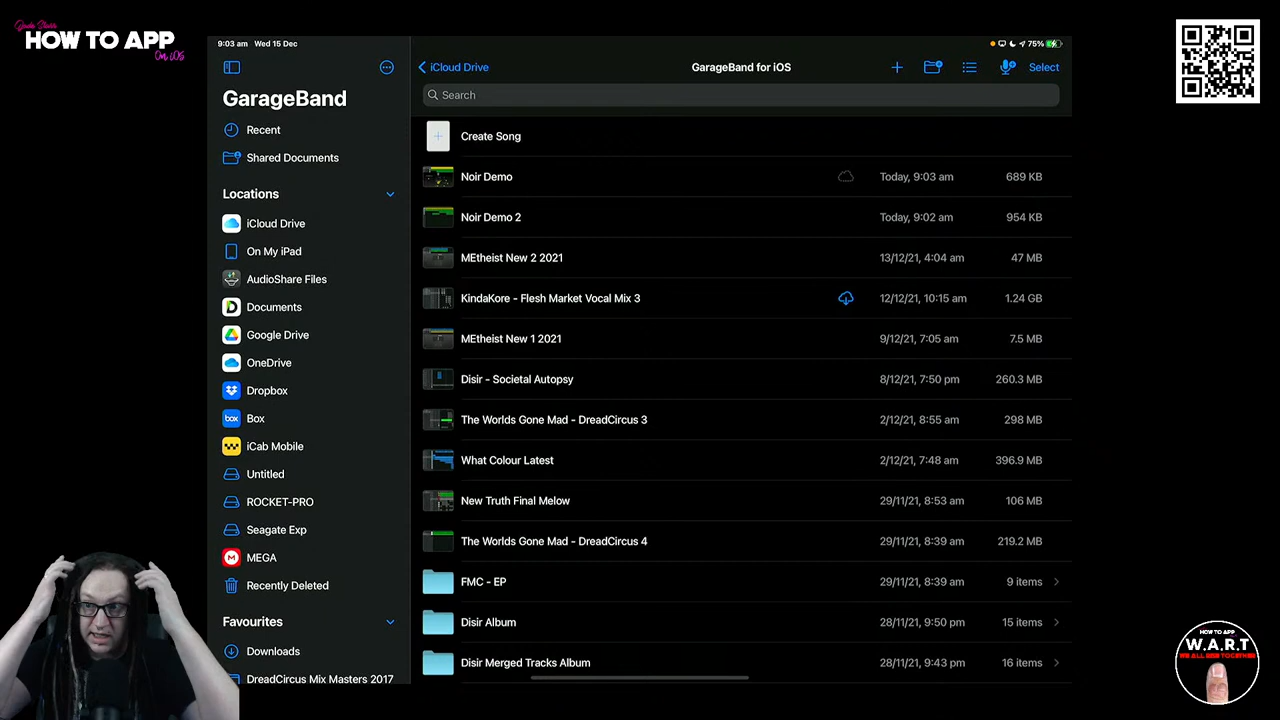 Jade Starr's
HOW TO APP
On iOS
9:03 am Wed 15 Dec
75%
GarageBand
Recent
Shared Documents
Locations
iCloud Drive
On My iPad
AudioShare Files
Documents
Google Drive
OneDrive
Dropbox
Box
iCab Mobile
Untitled
ROCKET-PRO
Seagate Exp
MEGA
Recently Deleted
Favourites
Downloads
DreadCircus Mix Masters 2017
iCloud Drive
GarageBand for iOS
Select
Search
Create Song
Noir Demo Today, 9:03 am 689 KB
Noir Demo 2 Today, 9:02 am 954 KB
MEtheist New 2 2021 13/12/21, 4:04 am 47 MB
KindaKore - Flesh Market Vocal Mix 3 12/12/21, 10:15 am 1.24 GB
MEtheist New 1 2021 9/12/21, 7:05 am 7.5 MB
Disir - Societal Autopsy 8/12/21, 7:50 pm 260.3 MB
The Worlds Gone Mad - DreadCircus 3 2/12/21, 8:55 am 298 MB
What Colour Latest 2/12/21, 7:48 am 396.9 MB
New Truth Final Melow 29/11/21, 8:53 am 106 MB
The Worlds Gone Mad - DreadCircus 4 29/11/21, 8:39 am 219.2 MB
FMC - EP 29/11/21, 8:39 am 9 items
Disir Album 28/11/21, 9:50 pm 15 items
Disir Merged Tracks Album 28/11/21, 9:43 pm 16 items
HOW TO APP
W.A.R.T
WE ALL RISE TOGETHER